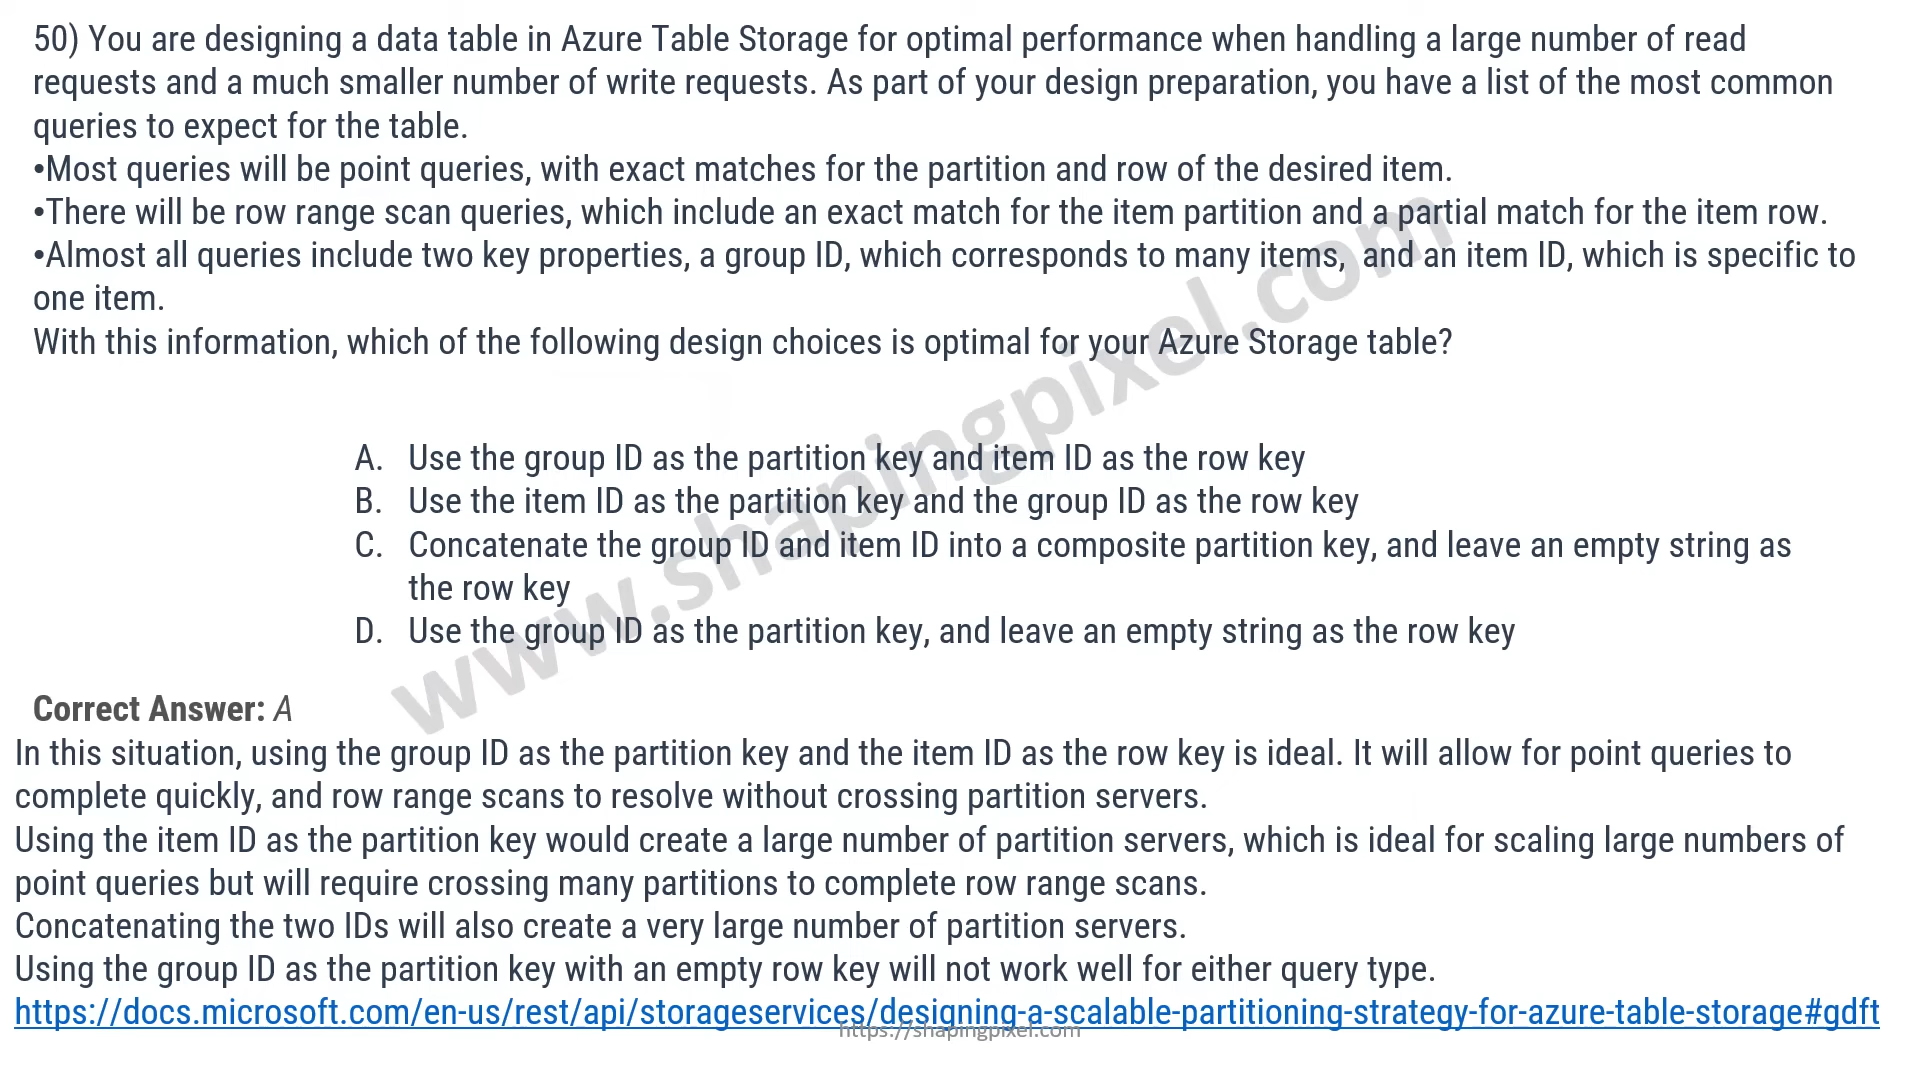 50) You are designing a data table in Azure Table Storage for optimal performance when handling a large number of read
requests and a much smaller number of write requests. As part of your design preparation, you have a list of the most common
queries to expect for the table.
•Most queries will be point queries, with exact matches for the partition and row of the desired item.
•There will be row range scan queries, which include an exact match for the item partition and a partial match for the item row.
•Almost all queries include two key properties, a group ID, which corresponds to many items,  and an item ID, which is specific to
one item.
With this information, which of the following design choices is optimal for your Azure Storage table?
A. Use the group ID as the partition key and item ID as the row key
B. Use the item ID as the partition key and the group ID as the row key
C. Concatenate the group ID and item ID into a composite partition key, and leave an empty string as
the row key
D. Use the group ID as the partition key, and leave an empty string as the row key
www.shapingpixel.com
Correct Answer: A
In this situation, using the group ID as the partition key and the item ID as the row key is ideal. It will allow for point queries to
complete quickly, and row range scans to resolve without crossing partition servers.
Using the item ID as the partition key would create a large number of partition servers, which is ideal for scaling large numbers of
point queries but will require crossing many partitions to complete row range scans.
Concatenating the two IDs will also create a very large number of partition servers.
Using the group ID as the partition key with an empty row key will not work well for either query type.
https://docs.microsoft.com/en-us/rest/api/storageservices/designing-a-scalable-partitioning-strategy-for-azure-table-storage#gdft
https://shapingpixel.com